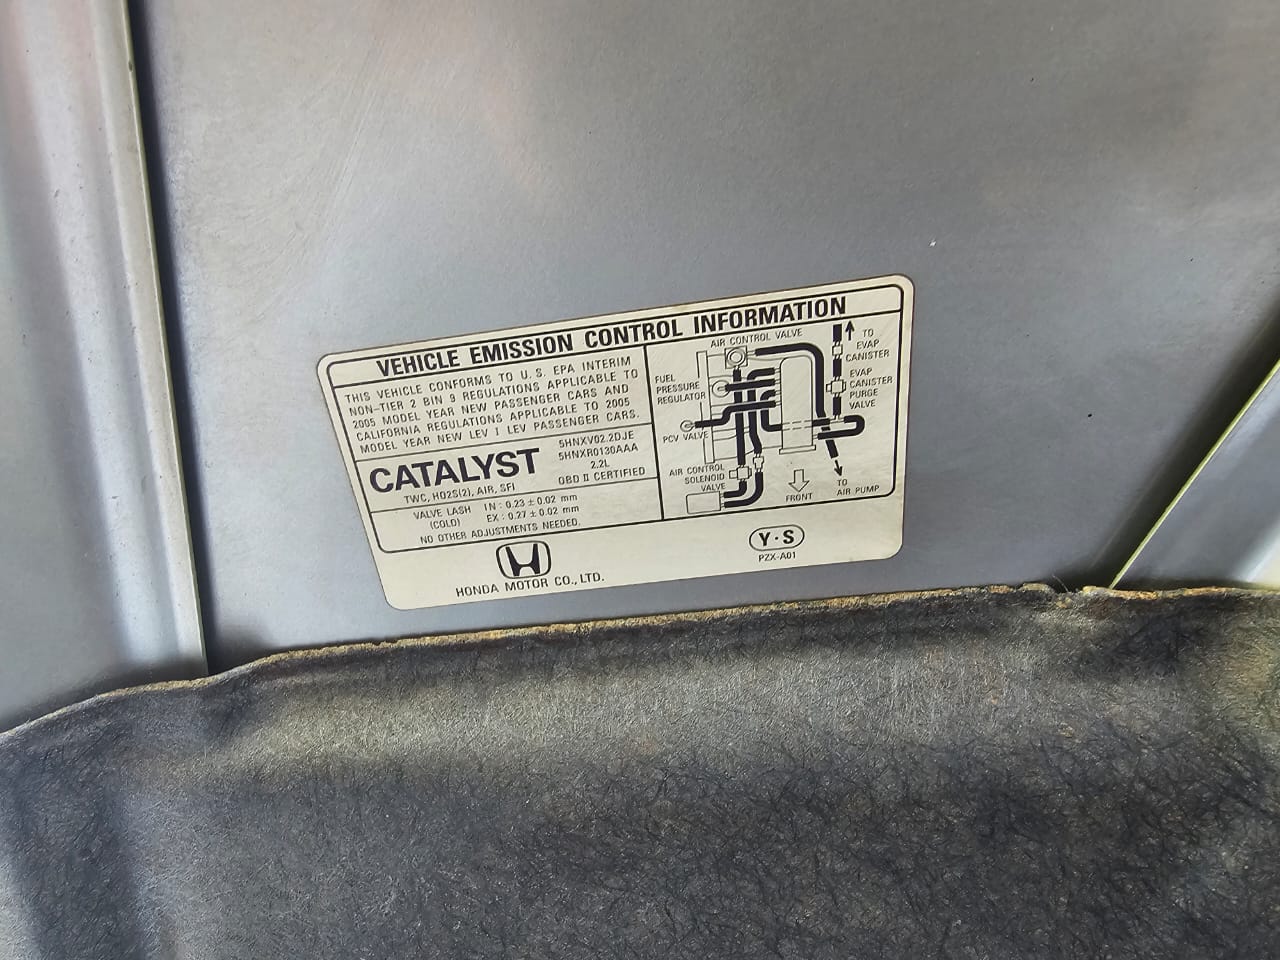 VEHICLE EMISSION CONTROL INFORMATION
THIS VEHICLE CONFORMS TO U.S. EPA INTERIM
NON-TIER 2 BIN 9 REGULATIONS APPLICABLE TO
2005 MODEL YEAR NEW PASSENGER CARS AND
CALIFORNIA REGULATIONS APPLICABLE TO 2005
MODEL YEAR NEW LEV I LEV PASSENGER CARS.
CATALYST
TWC, HO2S(2), AIR, SFI
5HNXV02.2DJE
5HNXR0130AAA
2.2L
OBD II CERTIFIED
VALVE LASH IN : 0.23 ± 0.02 mm
(COLD) EX : 0.27 ± 0.02 mm
NO OTHER ADJUSTMENTS NEEDED.
AIR CONTROL VALVE
TO
EVAP
CANISTER
FUEL
PRESSURE
REGULATOR
EVAP
CANISTER
PURGE
VALVE
PCV VALVE
AIR CONTROL
SOLENOID
VALVE
FRONT
TO
AIR PUMP
HONDA MOTOR CO., LTD.
Y·S
PZX-A01